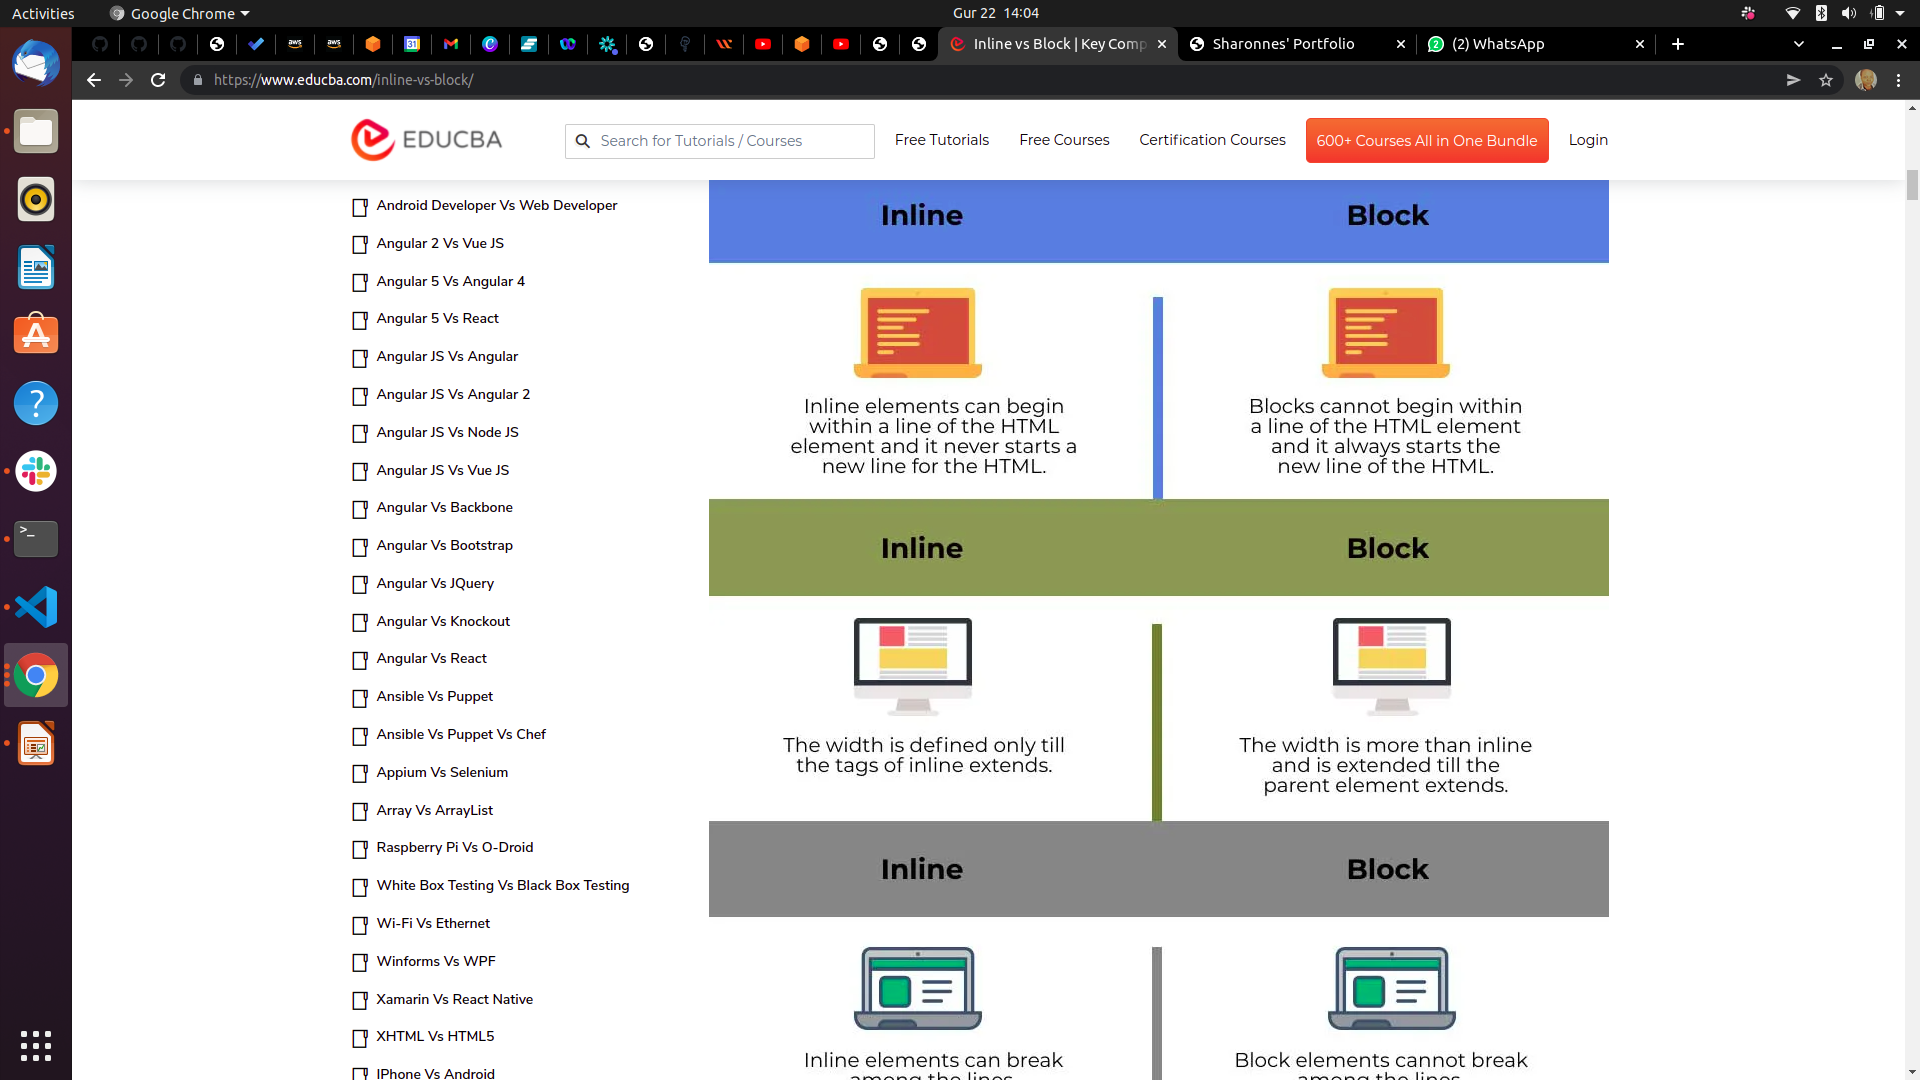 Activities
Google Chrome
Gur 22 14:04
Inline vs Block | Key Comp
Sharonnes' Portfolio
(2) WhatsApp
https://www.educba.com/inline-vs-block/
EDUCBA
Search for Tutorials / Courses
Free Tutorials
Free Courses
Certification Courses
600+ Courses All in One Bundle
Login
Android Developer Vs Web Developer
Angular 2 Vs Vue JS
Angular 5 Vs Angular 4
Angular 5 Vs React
Angular JS Vs Angular
Angular JS Vs Angular 2
Angular JS Vs Node JS
Angular JS Vs Vue JS
Angular Vs Backbone
Angular Vs Bootstrap
Angular Vs JQuery
Angular Vs Knockout
Angular Vs React
Ansible Vs Puppet
Ansible Vs Puppet Vs Chef
Appium Vs Selenium
Array Vs ArrayList
Raspberry Pi Vs O-Droid
White Box Testing Vs Black Box Testing
Wi-Fi Vs Ethernet
Winforms Vs WPF
Xamarin Vs React Native
XHTML Vs HTML5
IPhone Vs Android
Inline
Block
Inline elements can begin
within a line of the HTML
element and it never starts a
new line for the HTML.
Blocks cannot begin within
a line of the HTML element
and it always starts the
new line of the HTML.
Inline
Block
The width is defined only till
the tags of inline extends.
The width is more than inline
and is extended till the
parent element extends.
Inline
Block
Inline elements can break
among the lines
Block elements cannot break
among the lines